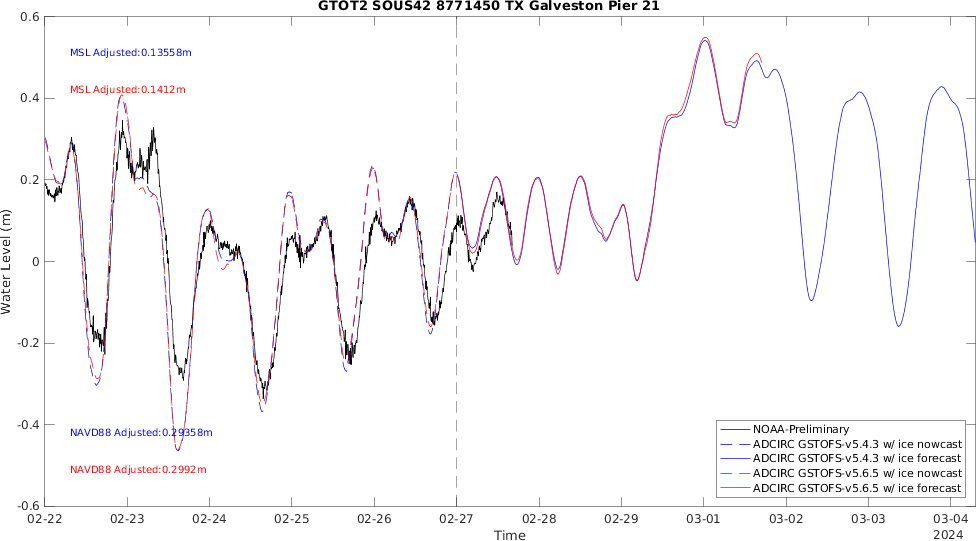 GTOT2 SOUS42 8771450 TX Galveston Pier 21
0.6
MSL Adjusted:0.13558m
MSL Adjusted:0.1412m
0.4
0.2
Water Level (m)
0
-0.2
-0.4
NAVD88 Adjusted:0.29358m
NAVD88 Adjusted:0.2992m
-0.6
NOAA-Preliminary
ADCIRC GSTOFS-v5.4.3 w/ ice nowcast
ADCIRC GSTOFS-v5.4.3 w/ ice forecast
ADCIRC GSTOFS-v5.6.5 w/ ice nowcast
ADCIRC GSTOFS-v5.6.5 w/ ice forecast
02-22 02-23 02-24 02-25 02-26 02-27 02-28 02-29 03-01 03-02 03-03 03-04
Time
2024